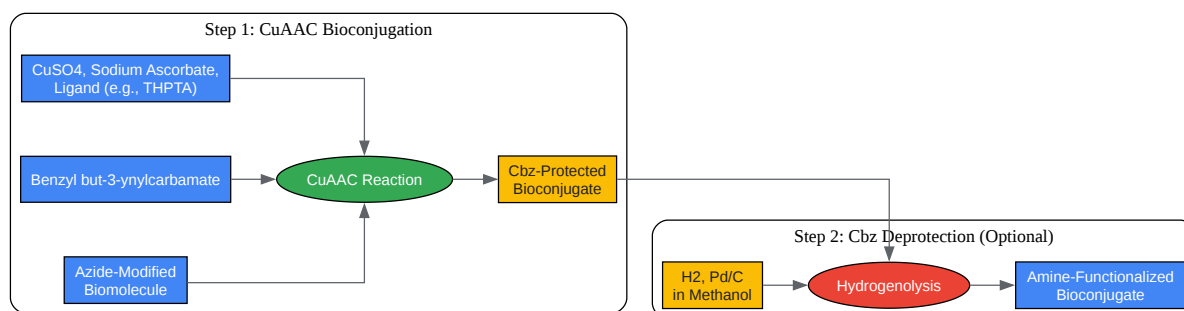 Step 1: CuAAC Bioconjugation
CuSO4, Sodium Ascorbate,
Ligand (e.g., THPTA)
Benzyl but-3-ynylcarbamate
CuAAC Reaction
Cbz-Protected
Bioconjugate
Azide-Modified
Biomolecule
Step 2: Cbz Deprotection (Optional)
H2, Pd/C
in Methanol
Hydrogenolysis
Amine-Functionalized
Bioconjugate